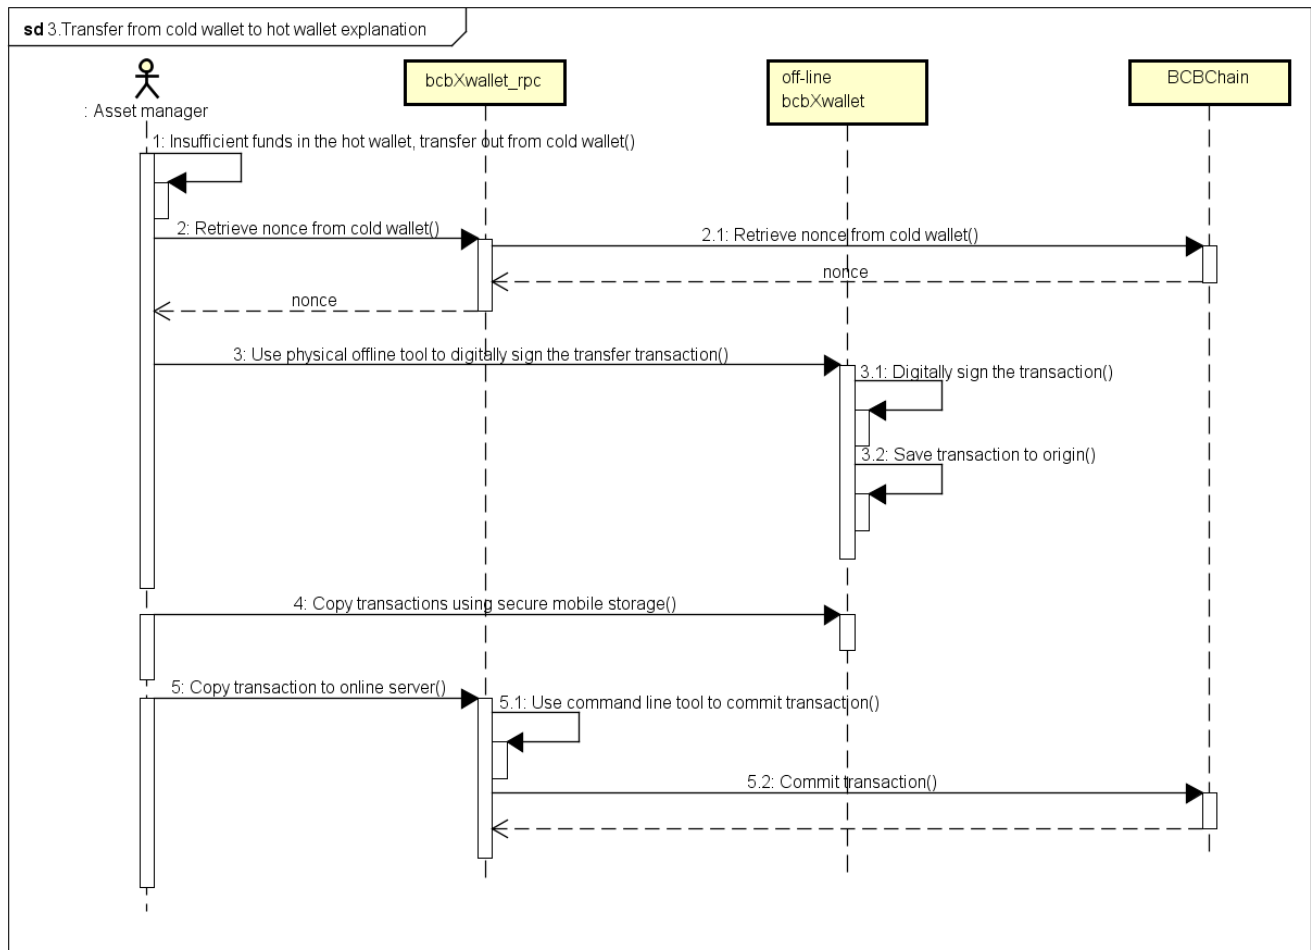 sd 3.Transfer from cold wallet to hot wallet explanation
bcbXwallet_rpc
off-line
bcbXwallet
BCBChain
: Asset manager
1: Insufficient funds in the hot wallet, transfer out from cold wallet()
2: Retrieve nonce from cold wallet()
2.1: Retrieve nonce from cold wallet()
nonce
nonce
3: Use physical offline tool to digitally sign the transfer transaction()
3.1: Digitally sign the transaction()
3.2: Save transaction to origin()
4: Copy transactions using secure mobile storage()
5: Copy transaction to online server()
5.1: Use command line tool to commit transaction()
5.2: Commit transaction()